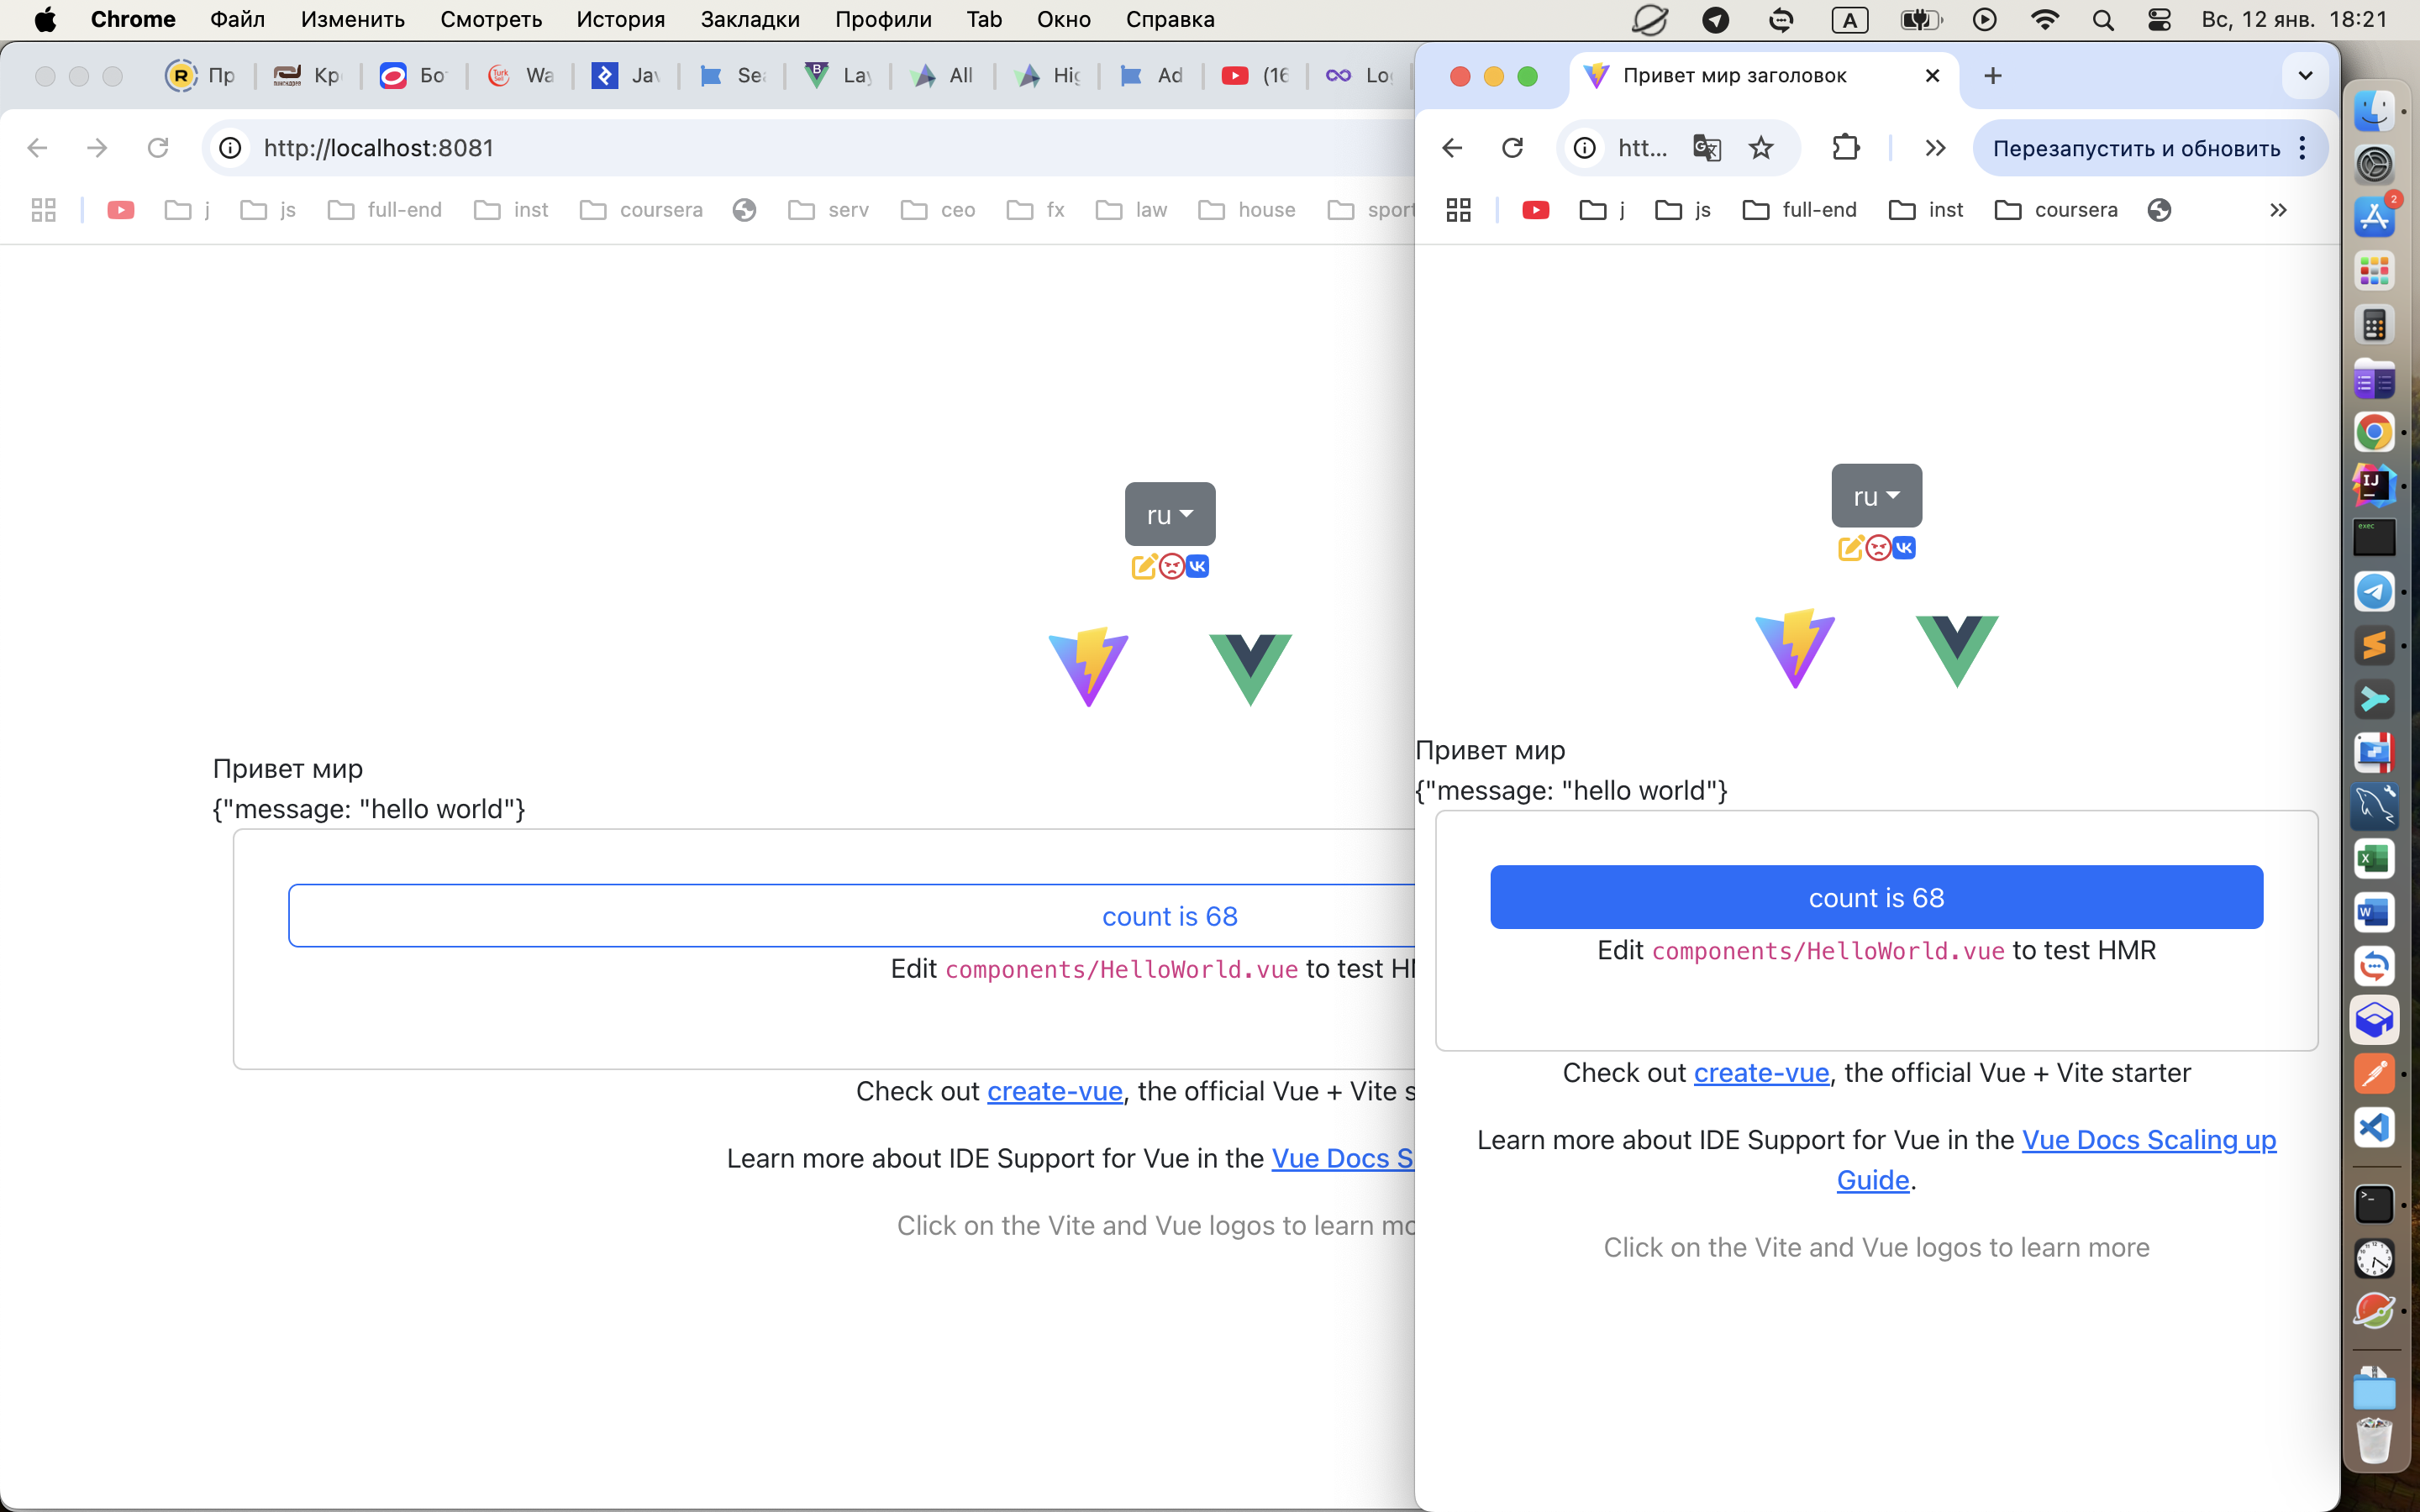 Chrome Файл Изменить Смотреть История Закладки Профили Tab Окно Справка A Вс, 12 янв. 18:21
Пр Кр Бо Wa Jav Sea Lay All Hig Ad (16 Lo
http://localhost:8081
j js full-end inst coursera serv ceo fx law house sport
ru
Привет мир
{"message: "hello world"}
count is 68
Edit components/HelloWorld.vue to test HM
Check out create-vue, the official Vue + Vite s
Learn more about IDE Support for Vue in the Vue Docs S
Click on the Vite and Vue logos to learn mo
Привет мир заголовок
htt... Перезапустить и обновить
j js full-end inst coursera
ru
Привет мир
{"message: "hello world"}
count is 68
Edit components/HelloWorld.vue to test HMR
Check out create-vue, the official Vue + Vite starter
Learn more about IDE Support for Vue in the Vue Docs Scaling up
Guide.
Click on the Vite and Vue logos to learn more
2
IJ
exec